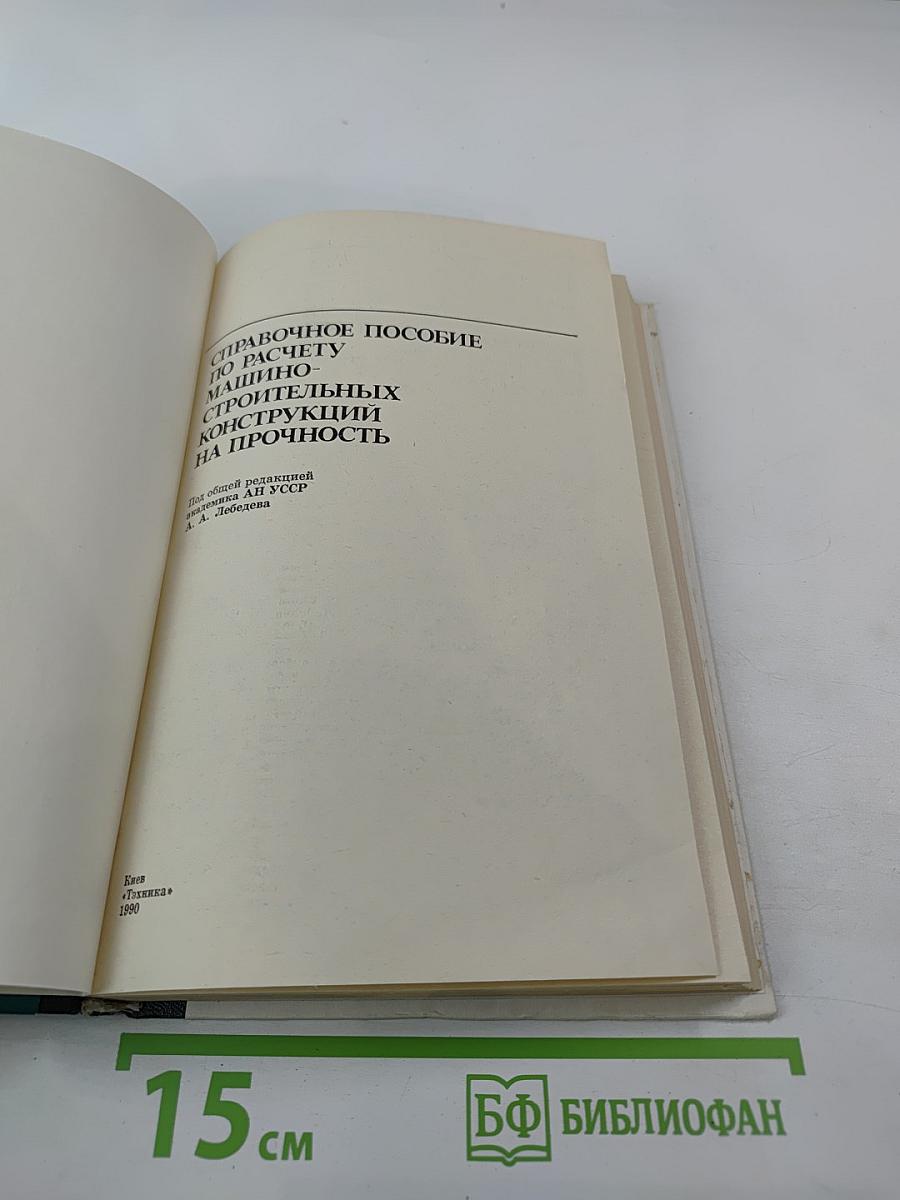 СПРАВОЧНОЕ ПОСОБИЕ
ПО РАСЧЕТУ
МАШИНО-
СТРОИТЕЛЬНЫХ
КОНСТРУКЦИЙ
НА ПРОЧНОСТЬ
Под общей редакцией
академика АН УССР
А. А. Лебедева
Киев
«Тэхника»
1990
15 см
БФ БИБЛИОФАН